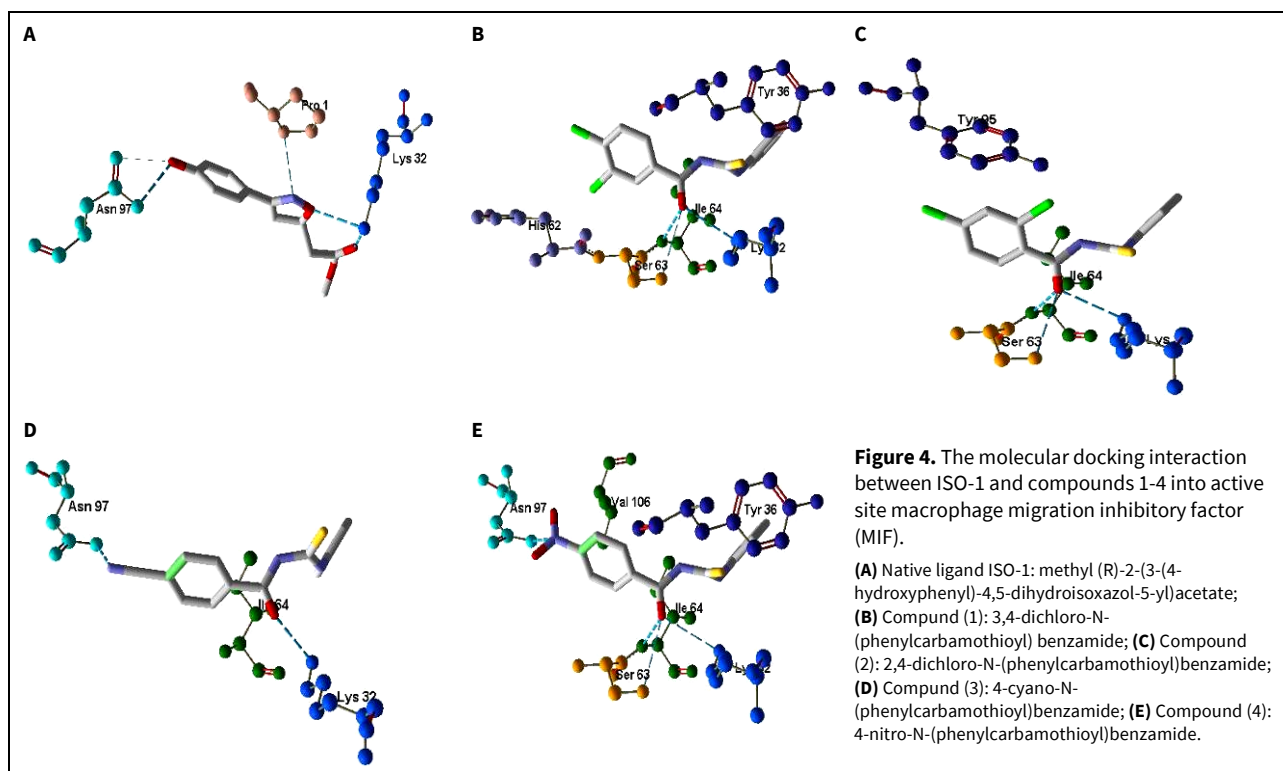 A
Pro 1
Lys 32
Asn 97
B
Tyr 36
Ile 64
His 62
Ser 63
C
Tyr 95
Ile 64
Ser 63
Lys
D
Asn 97
Lys 32
E
Asn 97
Val 106
Tyr 36
Ile 64
Ser 63
Figure 4. The molecular docking interaction
between ISO-1 and compounds 1-4 into active
site macrophage migration inhibitory factor
(MIF).
(A) Native ligand ISO-1: methyl (R)-2-(3-(4-
hydroxyphenyl)-4,5-dihydroisoxazol-5-yl)acetate;
(B) Compund (1): 3,4-dichloro-N-
(phenylcarbamothioyl) benzamide; (C) Compound
(2): 2,4-dichloro-N-(phenylcarbamothioyl)benzamide;
(D) Compund (3): 4-cyano-N-
(phenylcarbamothioyl)benzamide; (E) Compound (4):
4-nitro-N-(phenylcarbamothioyl)benzamide.